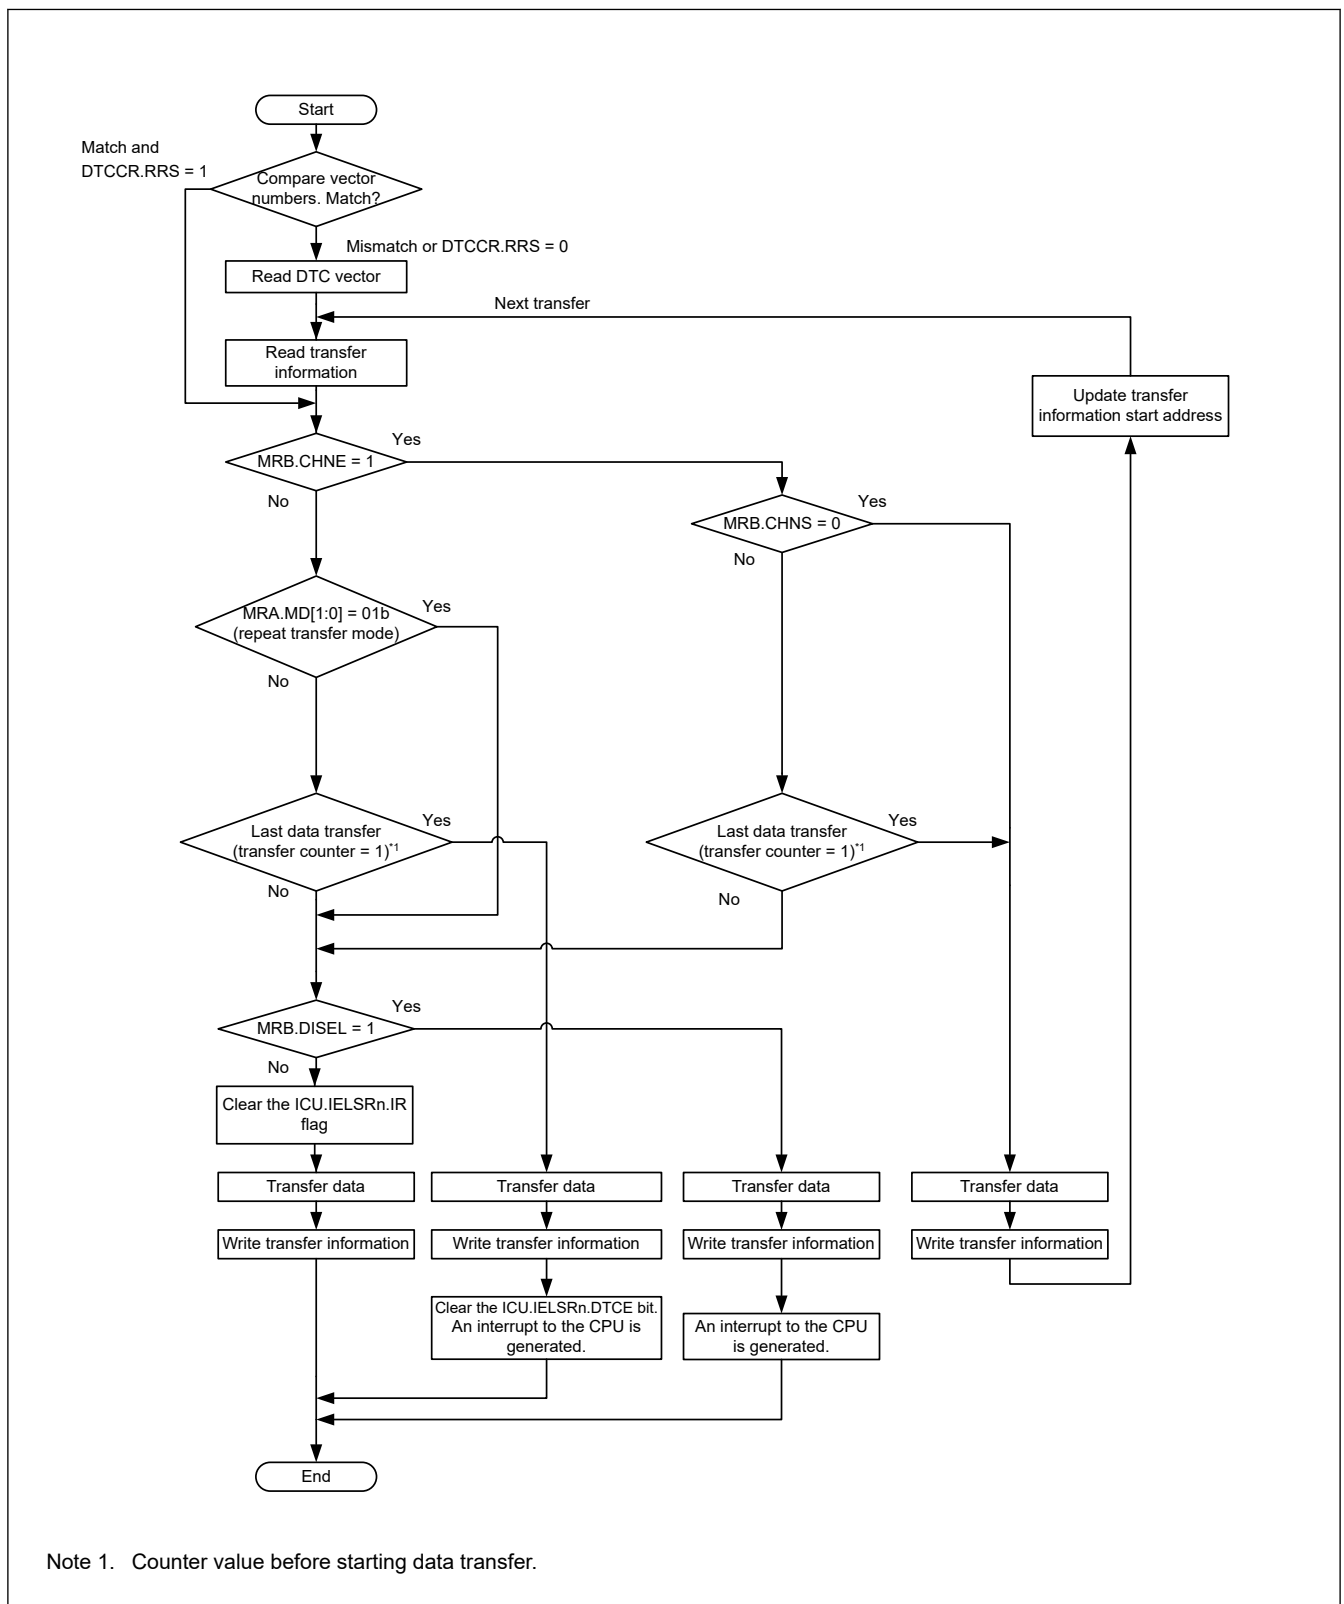 Start
Match and
DTCCR.RRS = 1
Compare vector
numbers. Match?
Mismatch or DTCCR.RRS = 0
Read DTC vector
Next transfer
Read transfer
information
Update transfer
information start address
Yes
MRB.CHNE = 1
No
Yes
MRB.CHNS = 0
No
MRA.MD[1:0] = 01b
(repeat transfer mode)
Yes
No
Last data transfer
(transfer counter = 1)*1
Yes
No
Last data transfer
(transfer counter = 1)*1
Yes
No
MRB.DISEL = 1
Yes
No
Clear the ICU.IELSRn.IR
flag
Transfer data
Transfer data
Transfer data
Transfer data
Write transfer information
Write transfer information
Write transfer information
Write transfer information
Clear the ICU.IELSRn.DTCE bit.
An interrupt to the CPU is
generated.
An interrupt to the CPU
is generated.
End
Note 1. Counter value before starting data transfer.